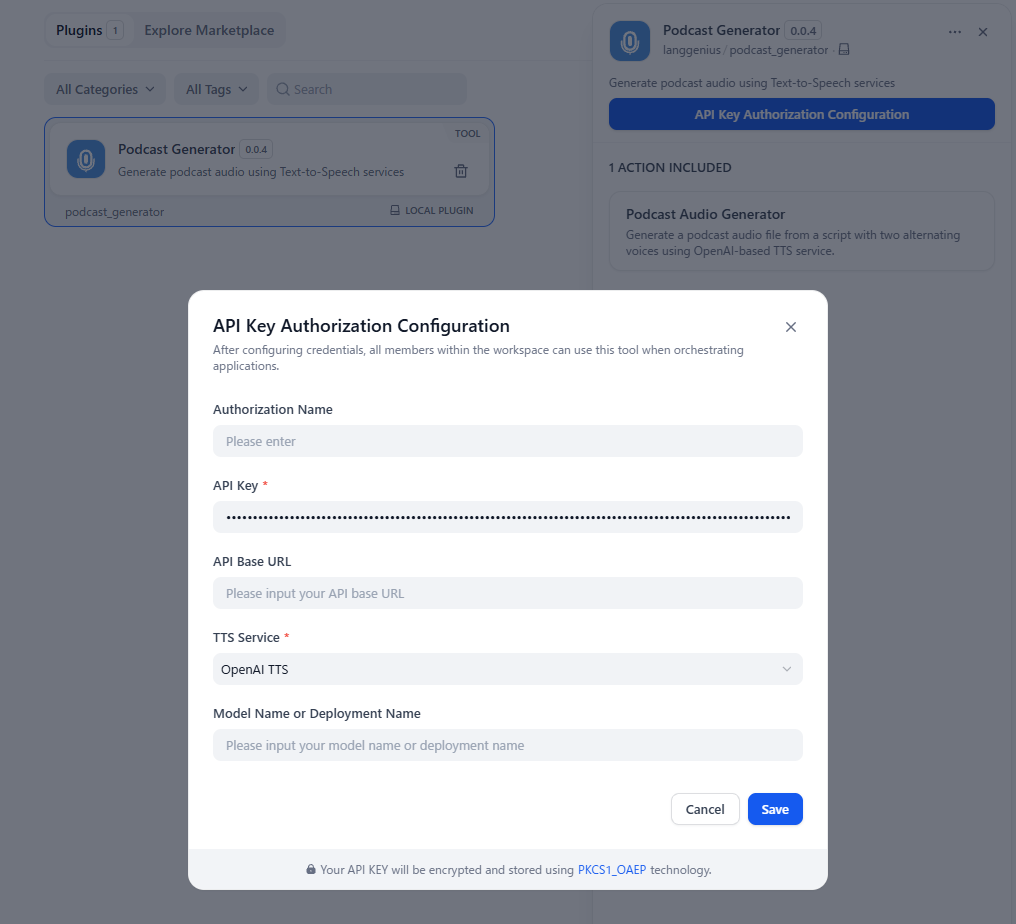 Plugins 1 Explore Marketplace
All Categories All Tags Search
TOOL
Podcast Generator 0.0.4
Generate podcast audio using Text-to-Speech services
podcast_generator LOCAL PLUGIN
Podcast Generator 0.0.4
langgenius / podcast_generator ·
Generate podcast audio using Text-to-Speech services
API Key Authorization Configuration
1 ACTION INCLUDED
Podcast Audio Generator
Generate a podcast audio file from a script with two alternating
voices using OpenAI-based TTS service.
API Key Authorization Configuration
After configuring credentials, all members within the workspace can use this tool when orchestrating
applications.
Authorization Name
Please enter
API Key *
API Base URL
Please input your API base URL
TTS Service *
OpenAI TTS
Model Name or Deployment Name
Please input your model name or deployment name
Cancel Save
Your API KEY will be encrypted and stored using PKCS1_OAEP technology.